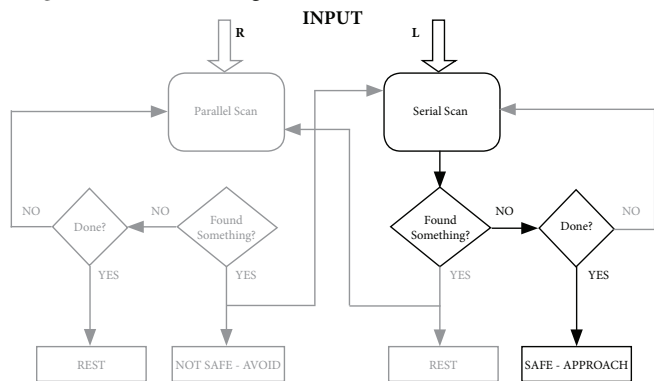 INPUT
R
L
Parallel Scan
Serial Scan
NO
NO
NO
NO
Done?
Found
Something?
Found
Something?
Done?
YES
YES
YES
YES
REST
NOT SAFE - AVOID
REST
SAFE - APPROACH